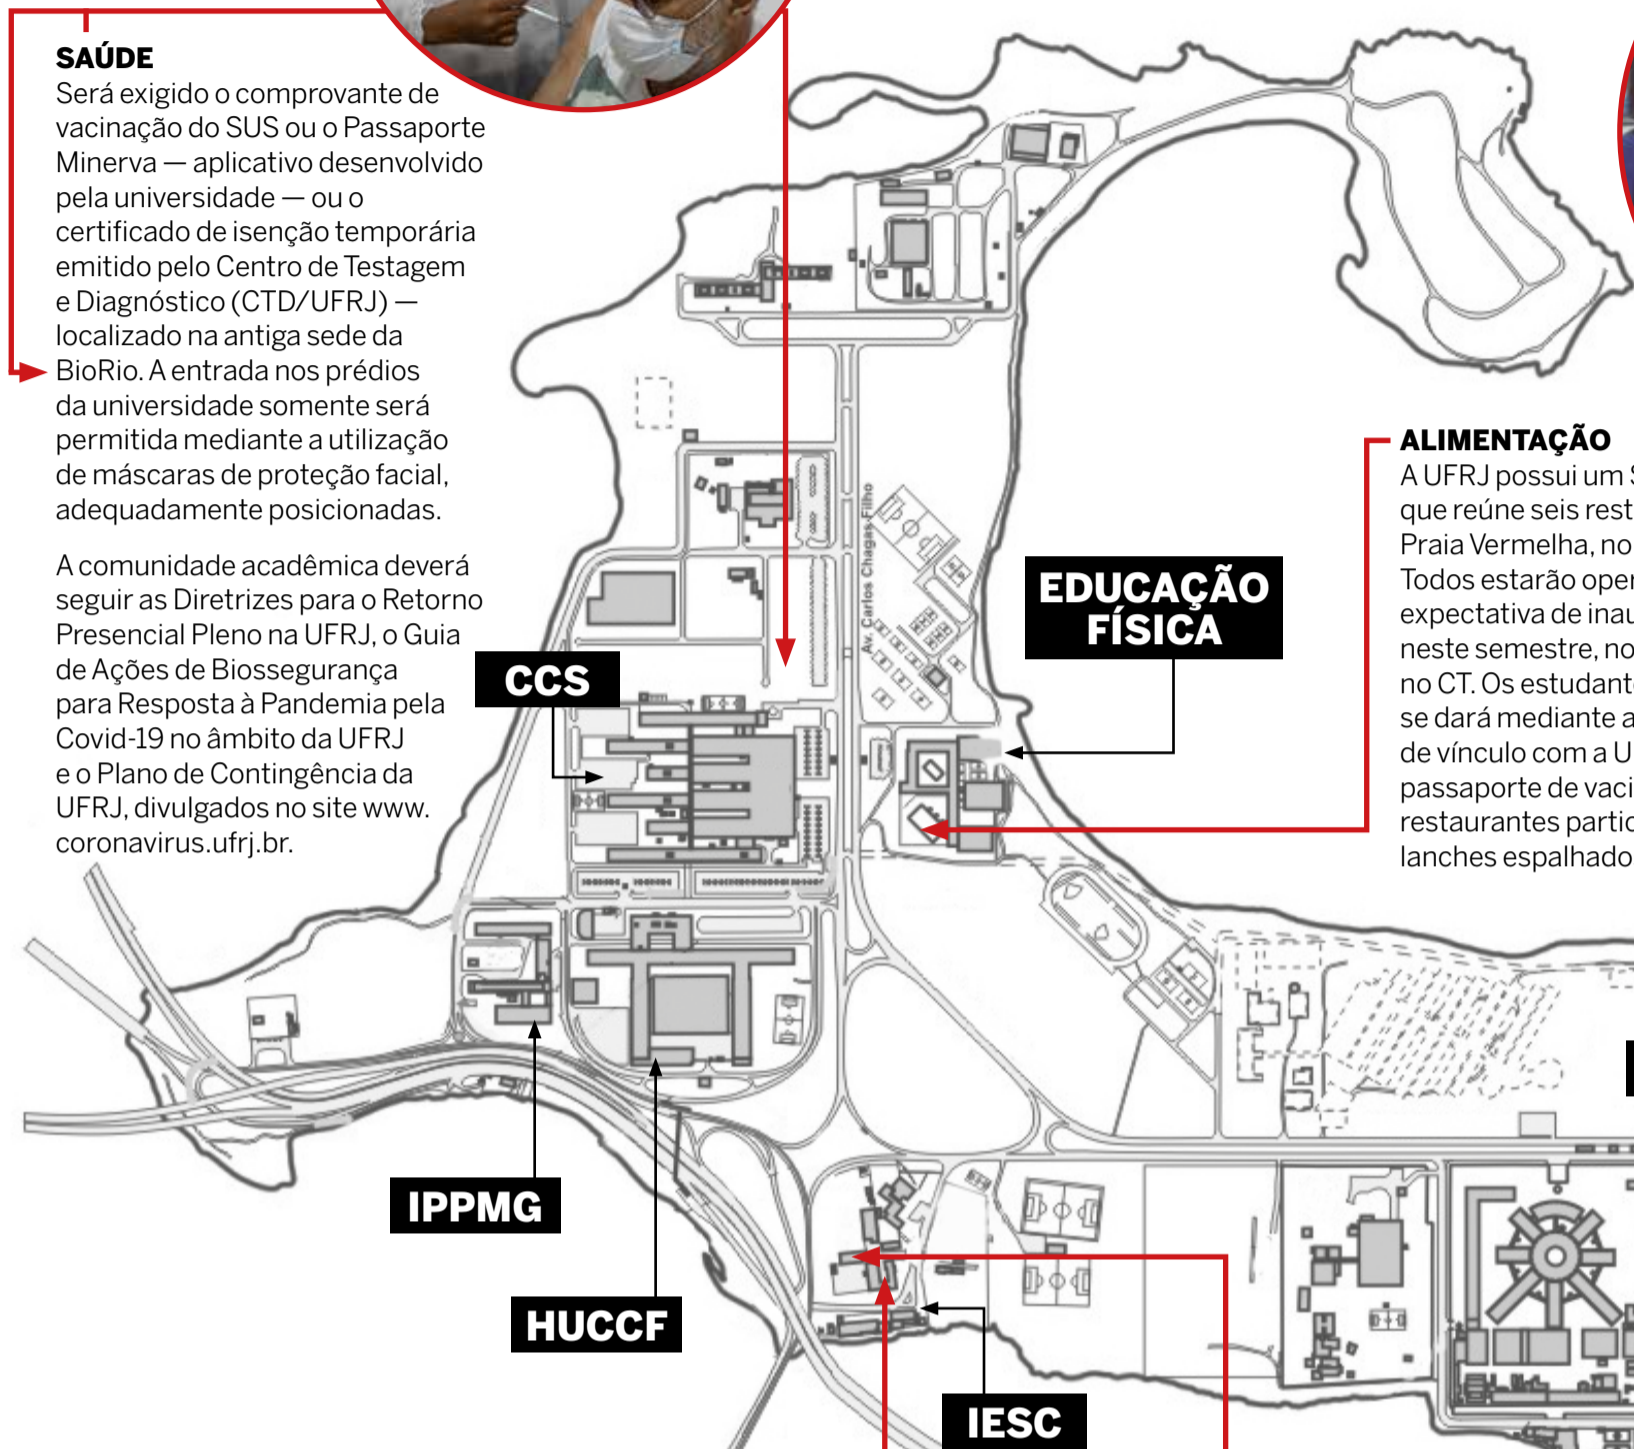 SAÚDE
Será exigido o comprovante de
vacinação do SUS ou o Passaporte
Minerva — aplicativo desenvolvido
pela universidade — ou o
certificado de isenção temporária
emitido pelo Centro de Testagem
e Diagnóstico (CTD/UFRJ) —
localizado na antiga sede da
BioRio. A entrada nos prédios
da universidade somente será
permitida mediante a utilização
de máscaras de proteção facial,
adequadamente posicionadas.
A comunidade acadêmica deverá
seguir as Diretrizes para o Retorno
Presencial Pleno na UFRJ, o Guia
de Ações de Biossegurança
para Resposta à Pandemia pela
Covid-19 no âmbito da UFRJ
e o Plano de Contingência da
UFRJ, divulgados no site www.
coronavirus.ufrj.br.
ALIMENTAÇÃO
A UFRJ possui um S
que reúne seis rest
Praia Vermelha, no
Todos estarão oper
expectativa de inau
neste semestre, no
no CT. Os estudante
se dará mediante a
de vínculo com a U
passaporte de vaci
restaurantes partic
lanches espalhado
Av. Carlos Chagas Filho
EDUCAÇÃO
FÍSICA
CCS
IPPMG
HUCCF
IESC